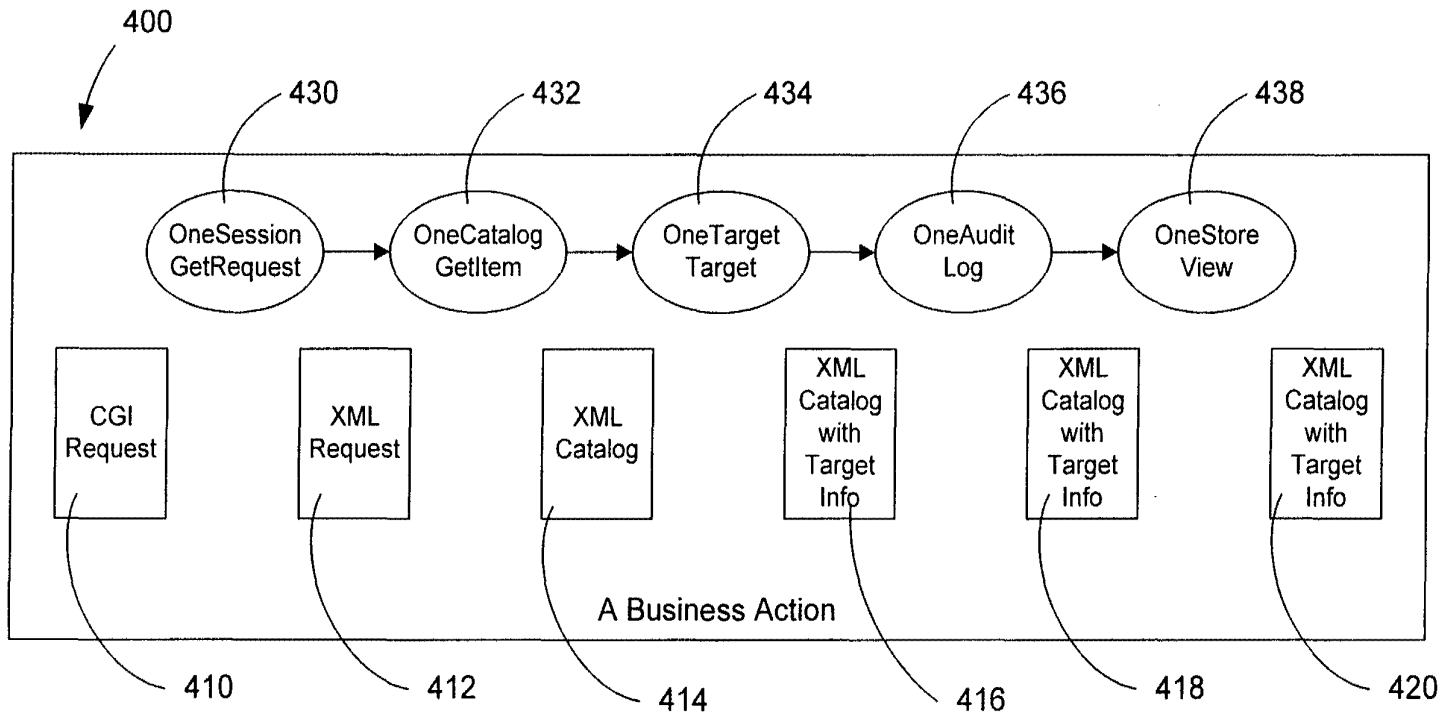 400
430
432
434
436
438
OneSession
GetRequest
OneCatalog
GetItem
OneTarget
Target
OneAudit
Log
OneStore
View
CGI
Request
XML
Request
XML
Catalog
XML
Catalog
with
Target
Info
XML
Catalog
with
Target
Info
XML
Catalog
with
Target
Info
A Business Action
410
412
414
416
418
420